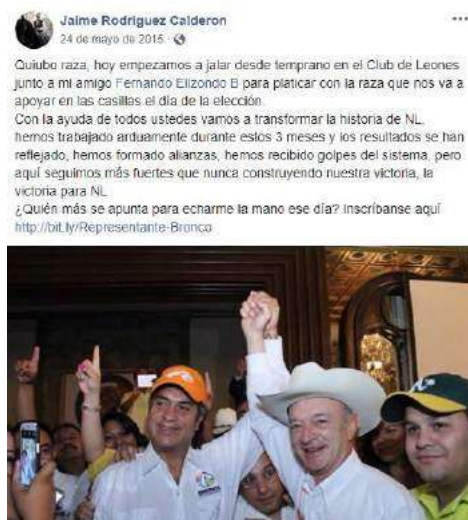 Jaime Rodriguez Calderon
24 de mayo de 2015 ·
Quiubo raza, hoy empezamos a jalar desde temprano en el Club de Leones
junto a mi amigo Fernando Elizondo B para platicar con la raza que nos va a
apoyar en las casillas el día de la elección.
Con la ayuda de todos ustedes vamos a transformar la historia de NL,
hemos trabajado arduamente durante estos 3 meses y los resultados se han
reflejado, hemos formado alianzas, hemos recibido golpes del sistema, pero
aquí seguimos más fuertes que nunca construyendo nuestra victoria, la
victoria para NL
¿Quién más se apunta para echarme la mano ese día? Inscríbanse aquí
http://bit.ly/Representante-Bronco